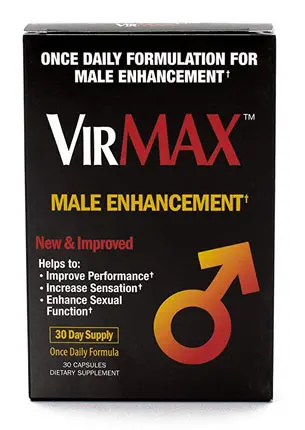 ONCE DAILY FORMULATION FOR
MALE ENHANCEMENT†
VIRMAX™
MALE ENHANCEMENT†
New & Improved
Helps to:
• Improve Performance†
• Increase Sensation†
• Enhance Sexual
Function†
30 Day Supply
Once Daily Formula
30 CAPSULES
DIETARY SUPPLEMENT